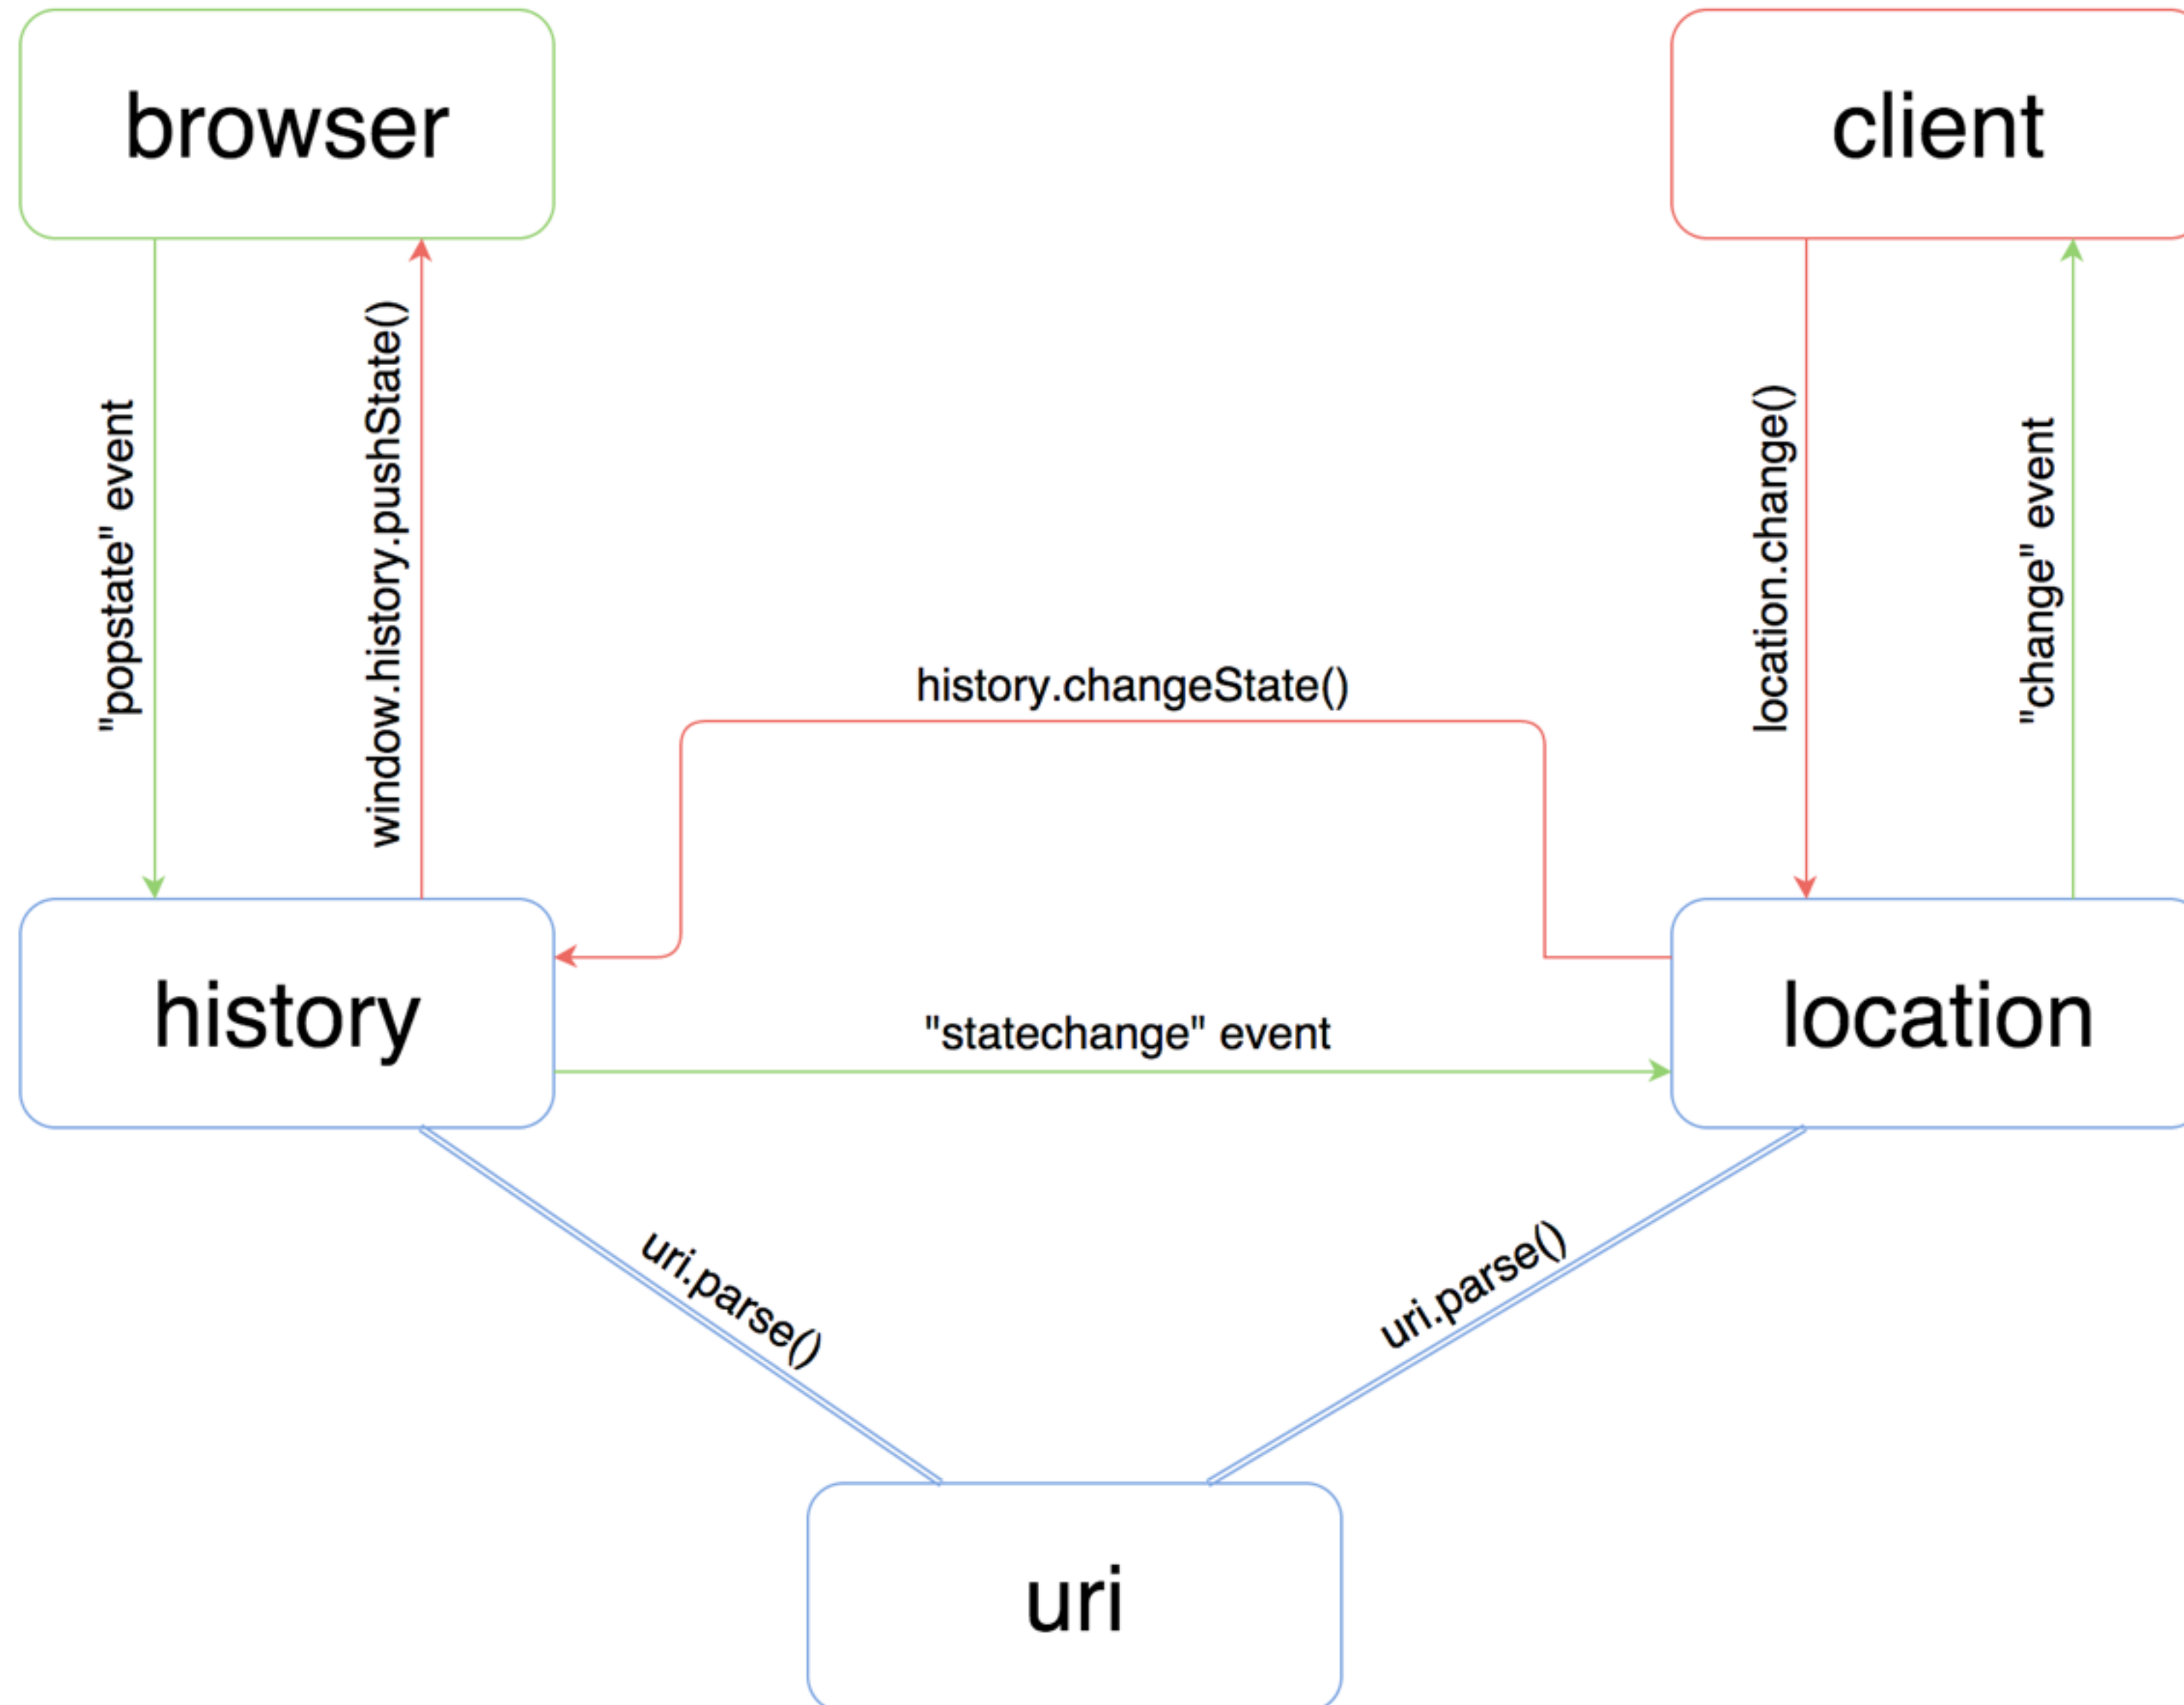 browser
client
"popstate" event
window.history.pushState()
location.change()
"change" event
history.changeState()
history
"statechange" event
location
uri.parse()
uri.parse()
uri